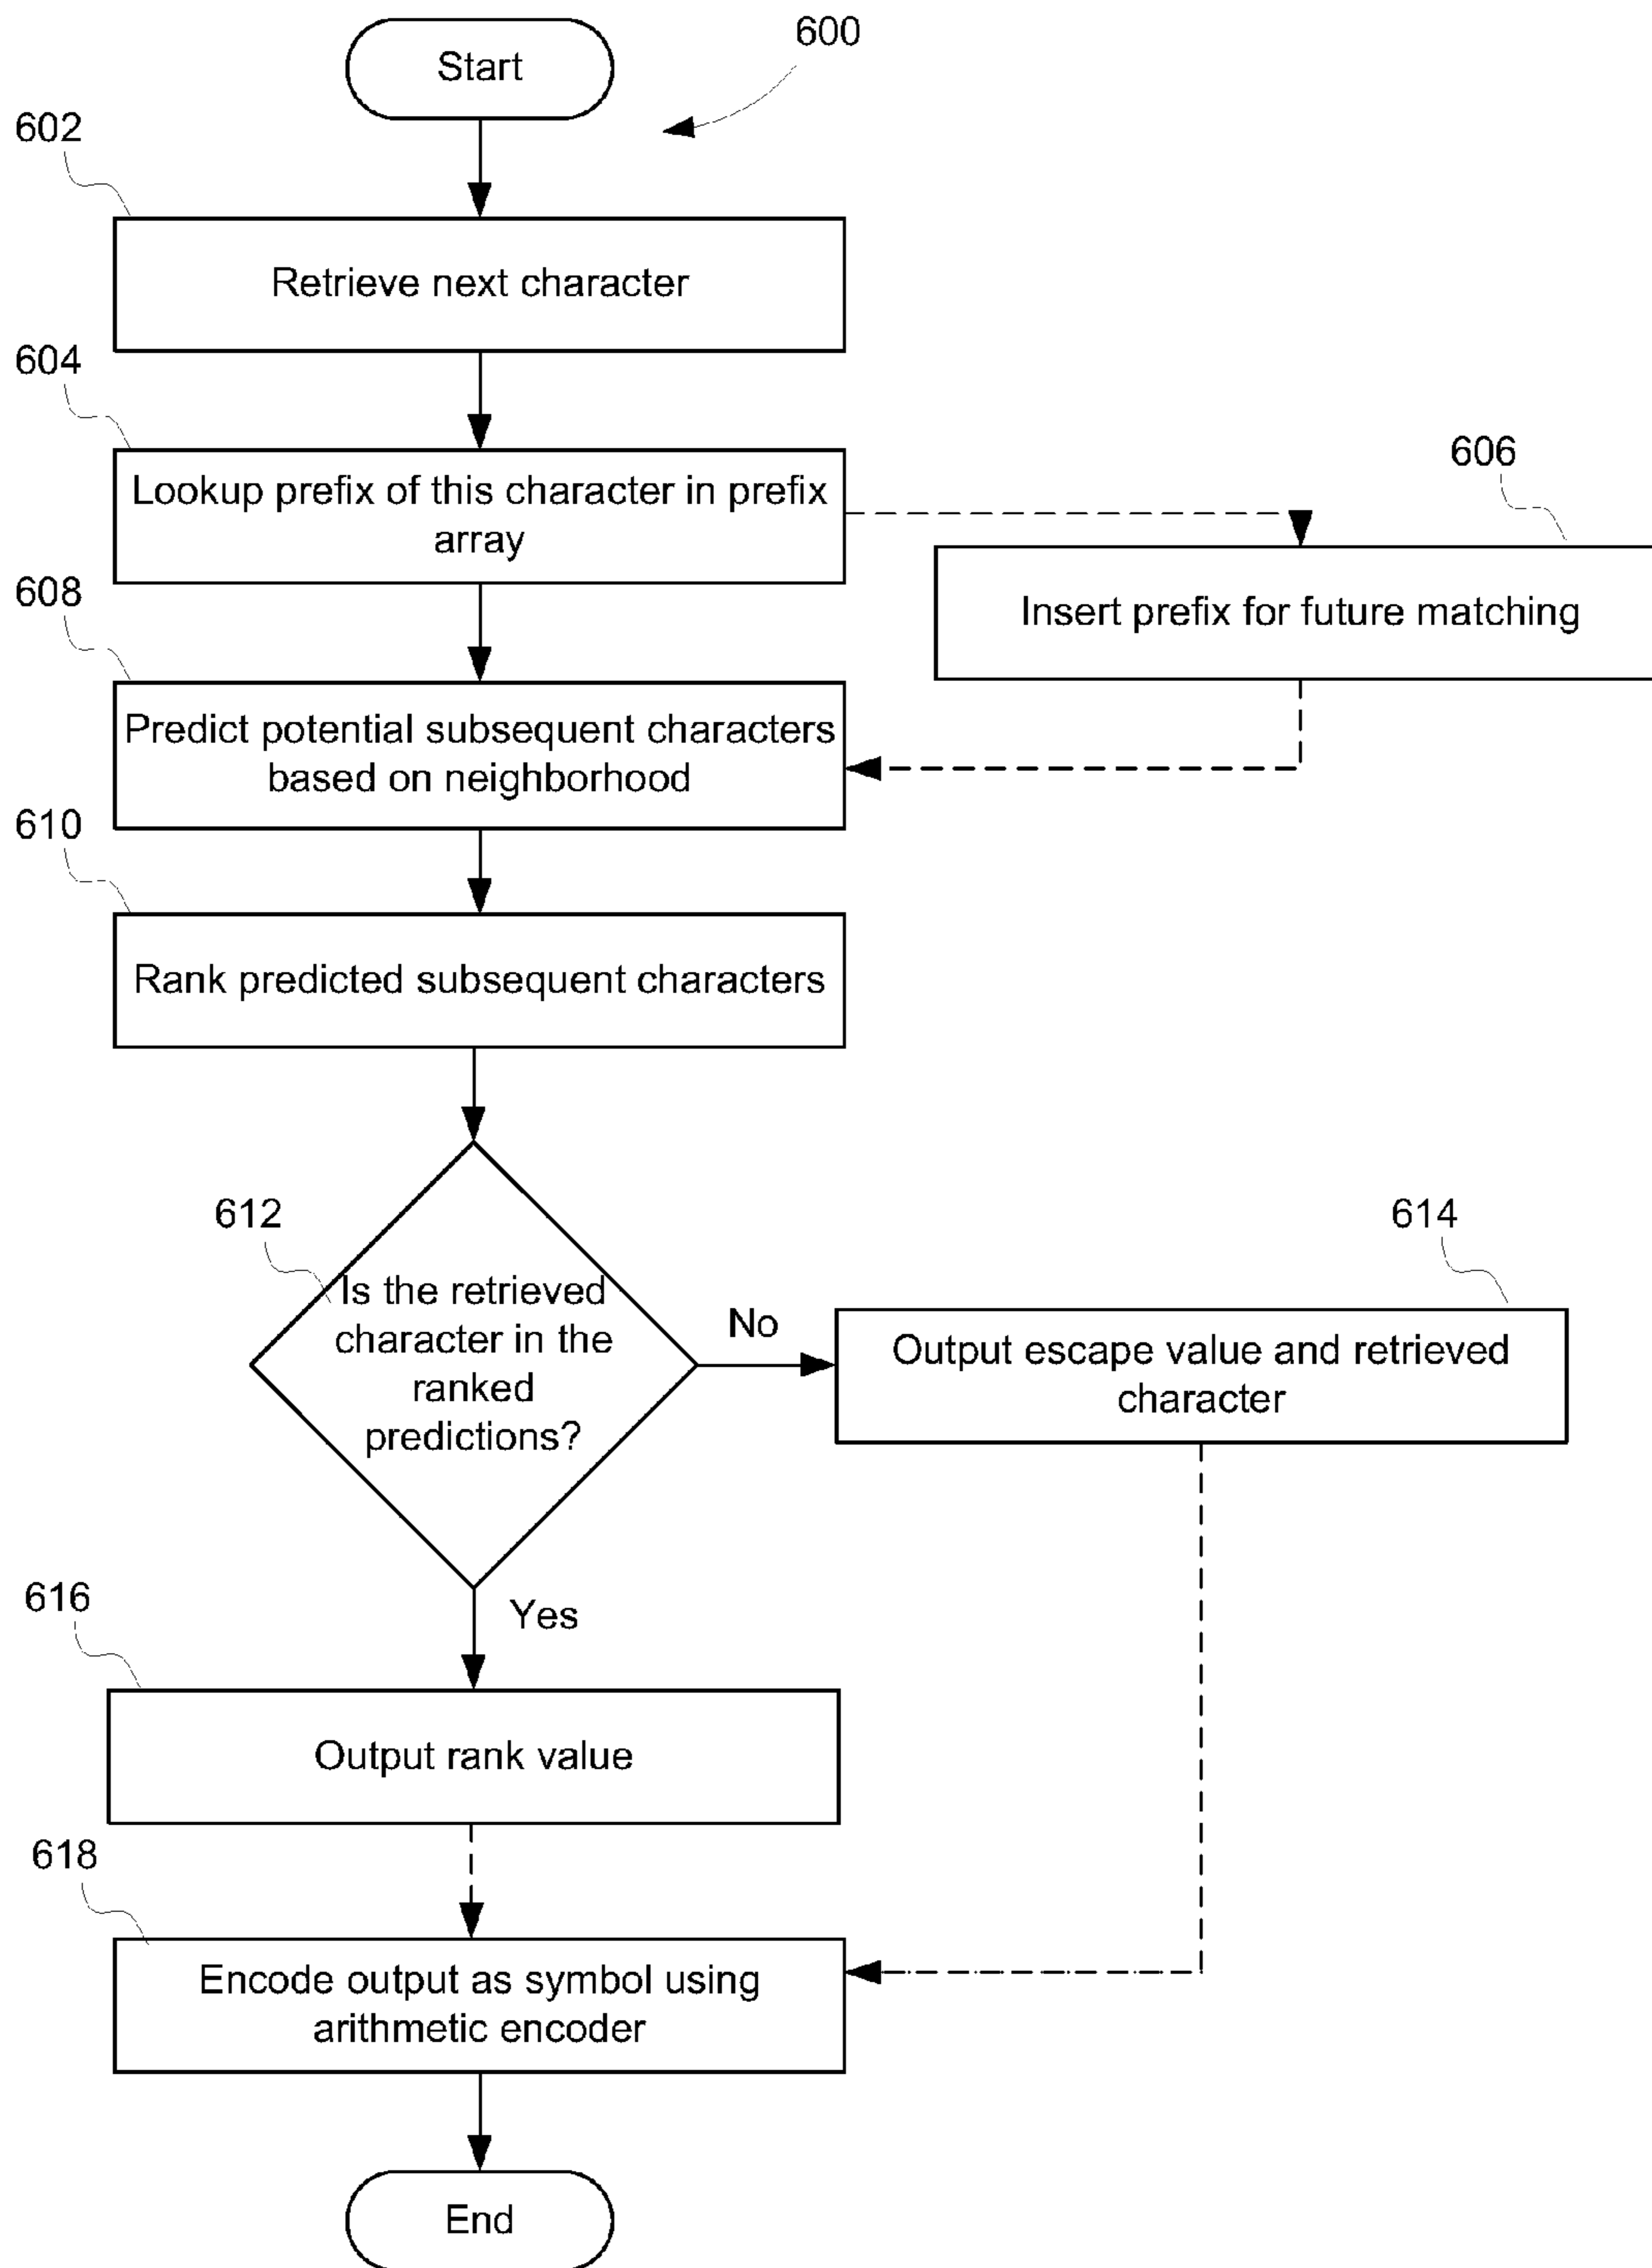 Start
600
602
Retrieve next character
604
Lookup prefix of this character in prefix
array
606
Insert prefix for future matching
608
Predict potential subsequent characters
based on neighborhood
610
Rank predicted subsequent characters
612
Is the retrieved
character in the
ranked
predictions?
No
614
Output escape value and retrieved
character
Yes
616
Output rank value
618
Encode output as symbol using
arithmetic encoder
End